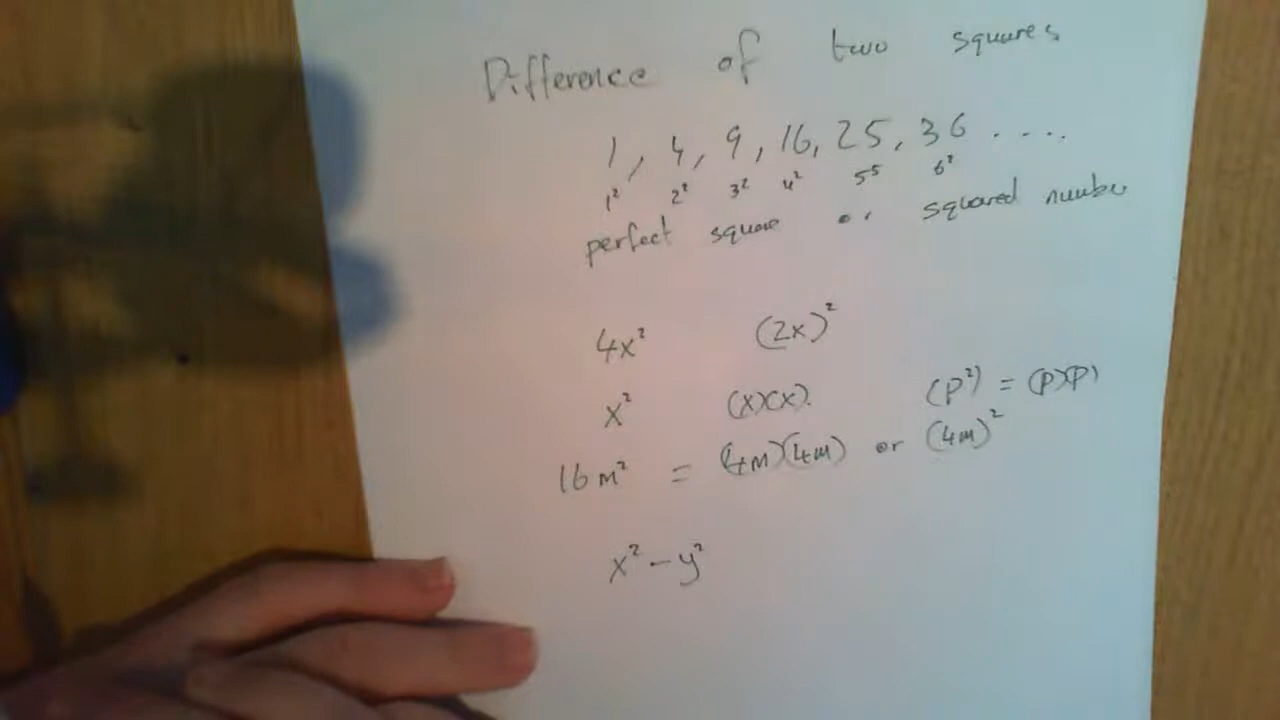 Difference of two squares
1, 4, 9, 16, 25, 36 ....
1² 2² 3² 4² 5⁵ 6²
perfect square or squared number
4x² (2x)²
x² (x)(x). (p²) = (p)(p)
16m² = (4m)(4m) or (4m)²
x² - y²